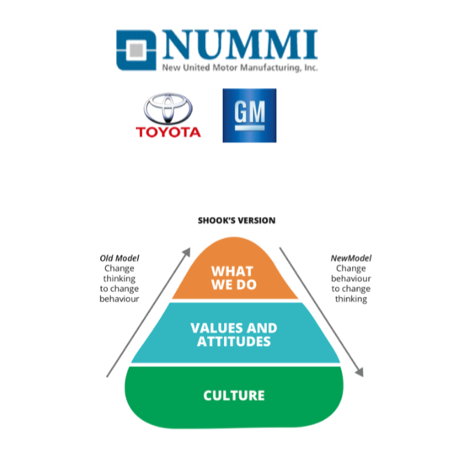 NUMMI
New United Motor Manufacturing, Inc.
TOYOTA
GM
SHOOK'S VERSION
Old Model
Change
thinking
to change
behaviour
NewModel
Change
behaviour
to change
thinking
WHAT
WE DO
VALUES AND
ATTITUDES
CULTURE